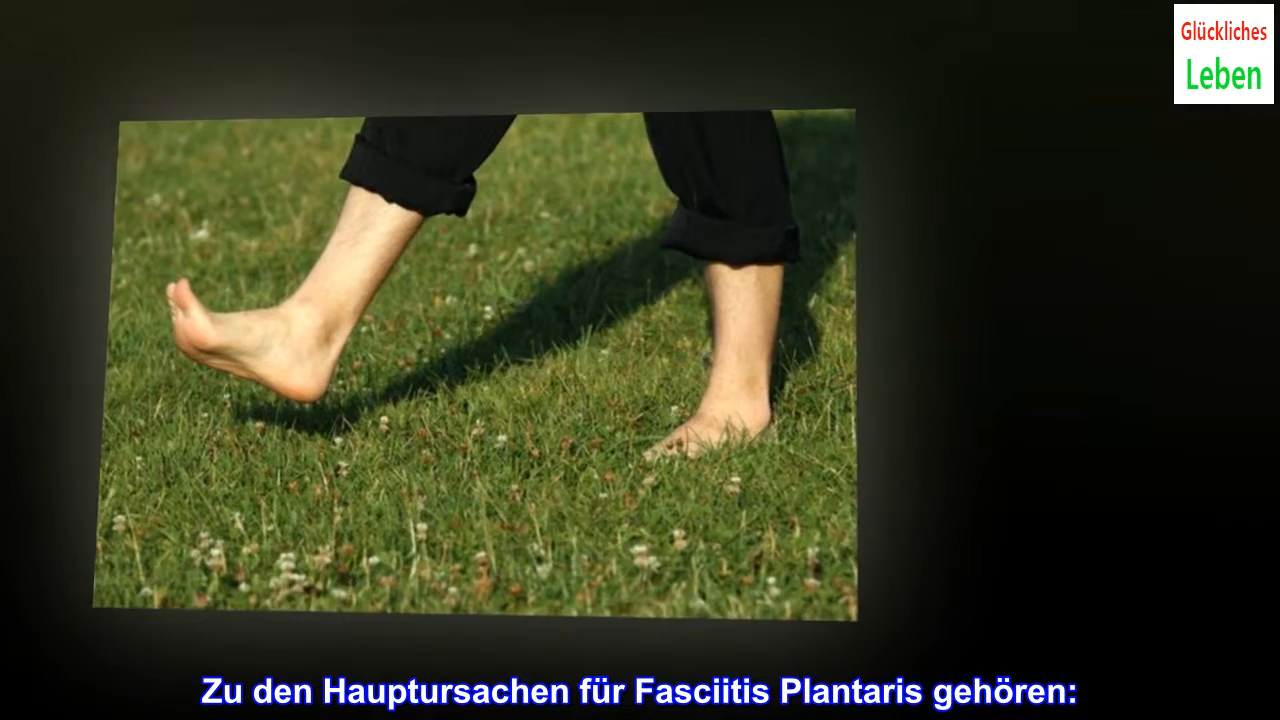 Glückliches
Leben
Zu den Hauptursachen für Fasciitis Plantaris gehören: